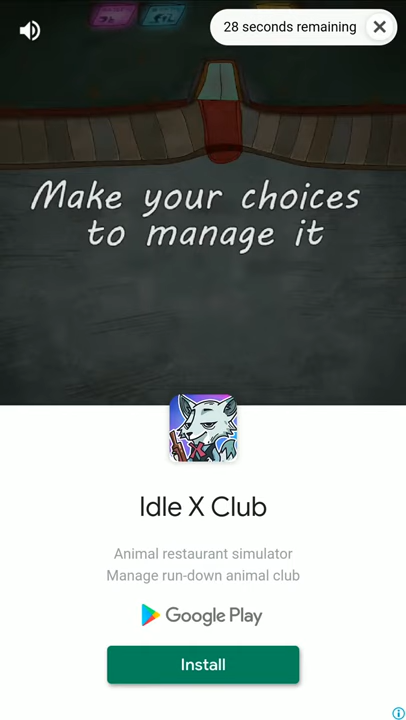 28 seconds remaining
Make your choices
to manage it
Idle X Club
Animal restaurant simulator
Manage run-down animal club
Google Play
Install